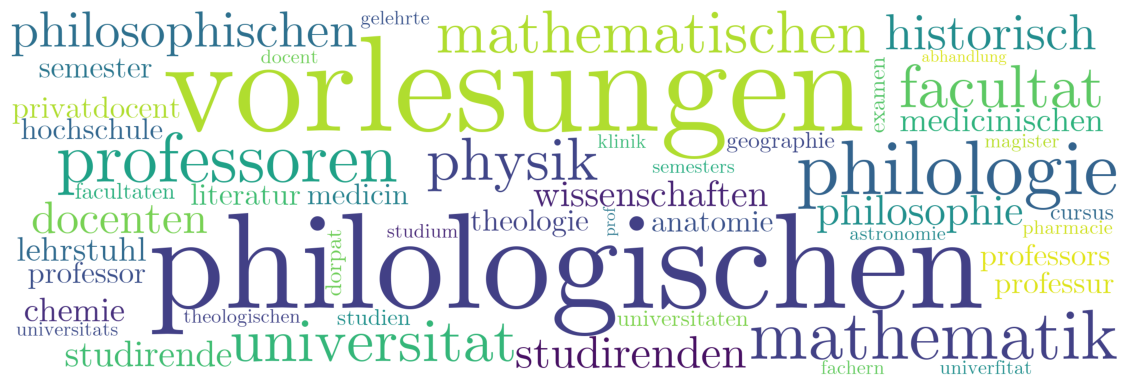 gelehrte
philosophischen
mathematischen
historisch
docent
abhandlung
semester
vorlesungen
examen
facultat
privatdocent
medicinischen
hochschule
klinik
geographie
magister
professoren
physik
semesters
philologie
facultaten
literatur
medicin
wissenschaften
docenten
theologie
prof
anatomie
philosophie
cursus
studium
astronomie
pharmacie
lehrstuhl
dorpat
philologischen
professors
professor
professur
chemie
theologischen
studien
universitaten
universitats
universitat
mathematik
studirende
studirenden
fachern
univerfitat